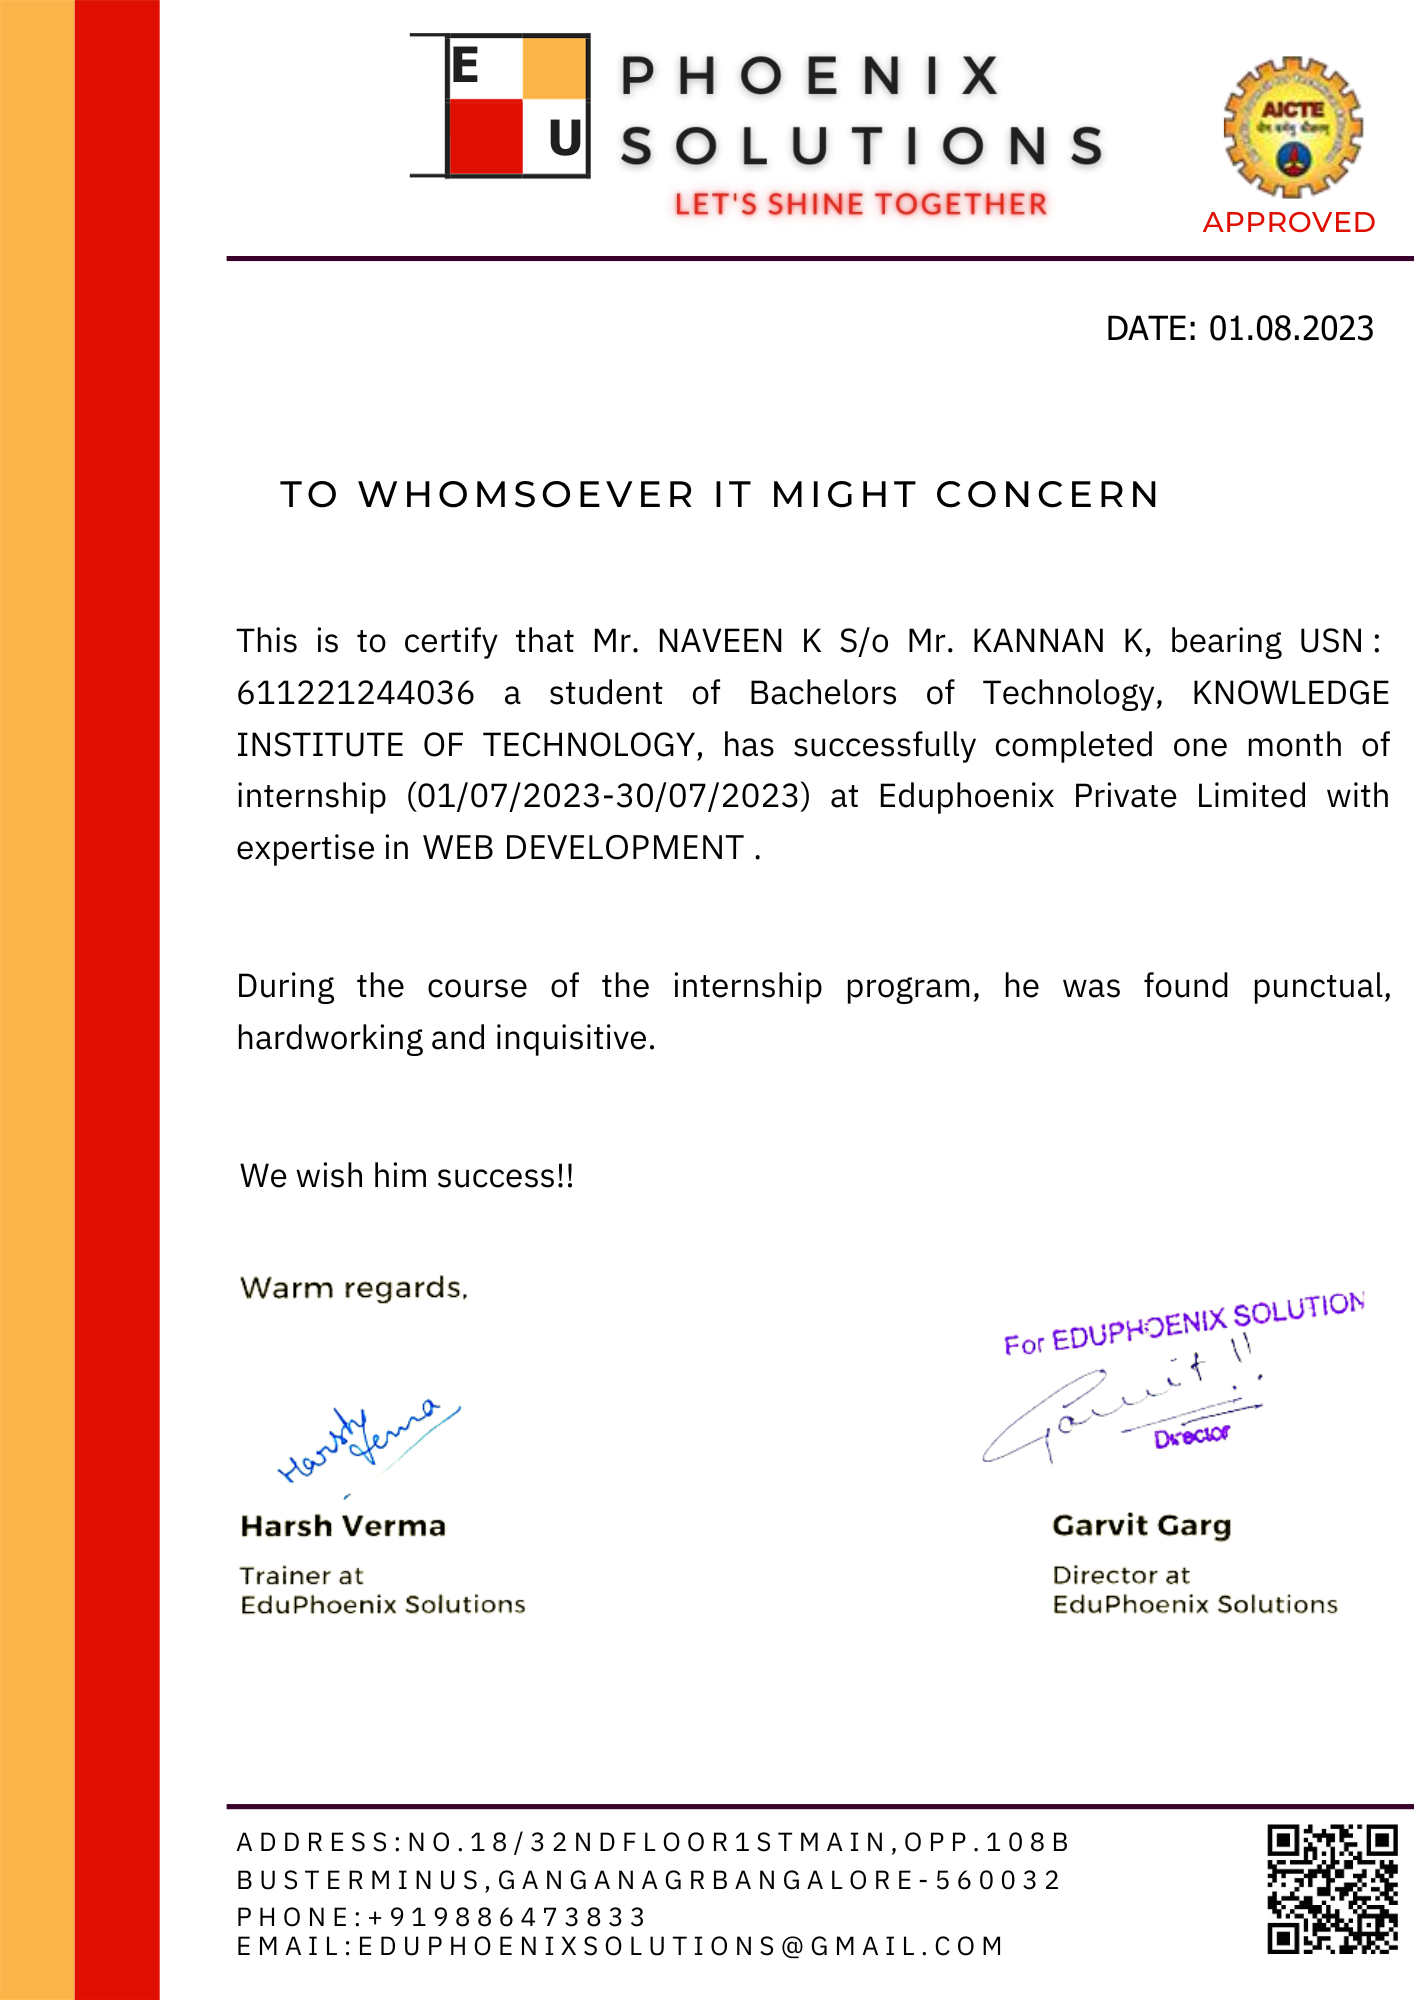 E
U
PHOENIX
SOLUTIONS
LET'S SHINE TOGETHER
AICTE
APPROVED
DATE: 01.08.2023
TO WHOMSOEVER IT MIGHT CONCERN
This is to certify that Mr. NAVEEN K S/o Mr. KANNAN K, bearing USN :
611221244036 a student of Bachelors of Technology, KNOWLEDGE
INSTITUTE OF TECHNOLOGY, has successfully completed one month of
internship (01/07/2023-30/07/2023) at Eduphoenix Private Limited with
expertise in WEB DEVELOPMENT .
During the course of the internship program, he was found punctual,
hardworking and inquisitive.
We wish him success!!
Warm regards,
For EDUPHOENIX SOLUTION
Garvit !!
Director
Harsh
Verma
Harsh Verma
Trainer at
EduPhoenix Solutions
Garvit Garg
Director at
EduPhoenix Solutions
ADDRESS:NO.18/32NDFLOOR1STMAIN,OPP.108B
BUSTERMINUS,GANGANAGRBANGALORE-560032
PHONE:+919886473833
EMAIL:EDUPHOENIXSOLUTIONS@GMAIL.COM